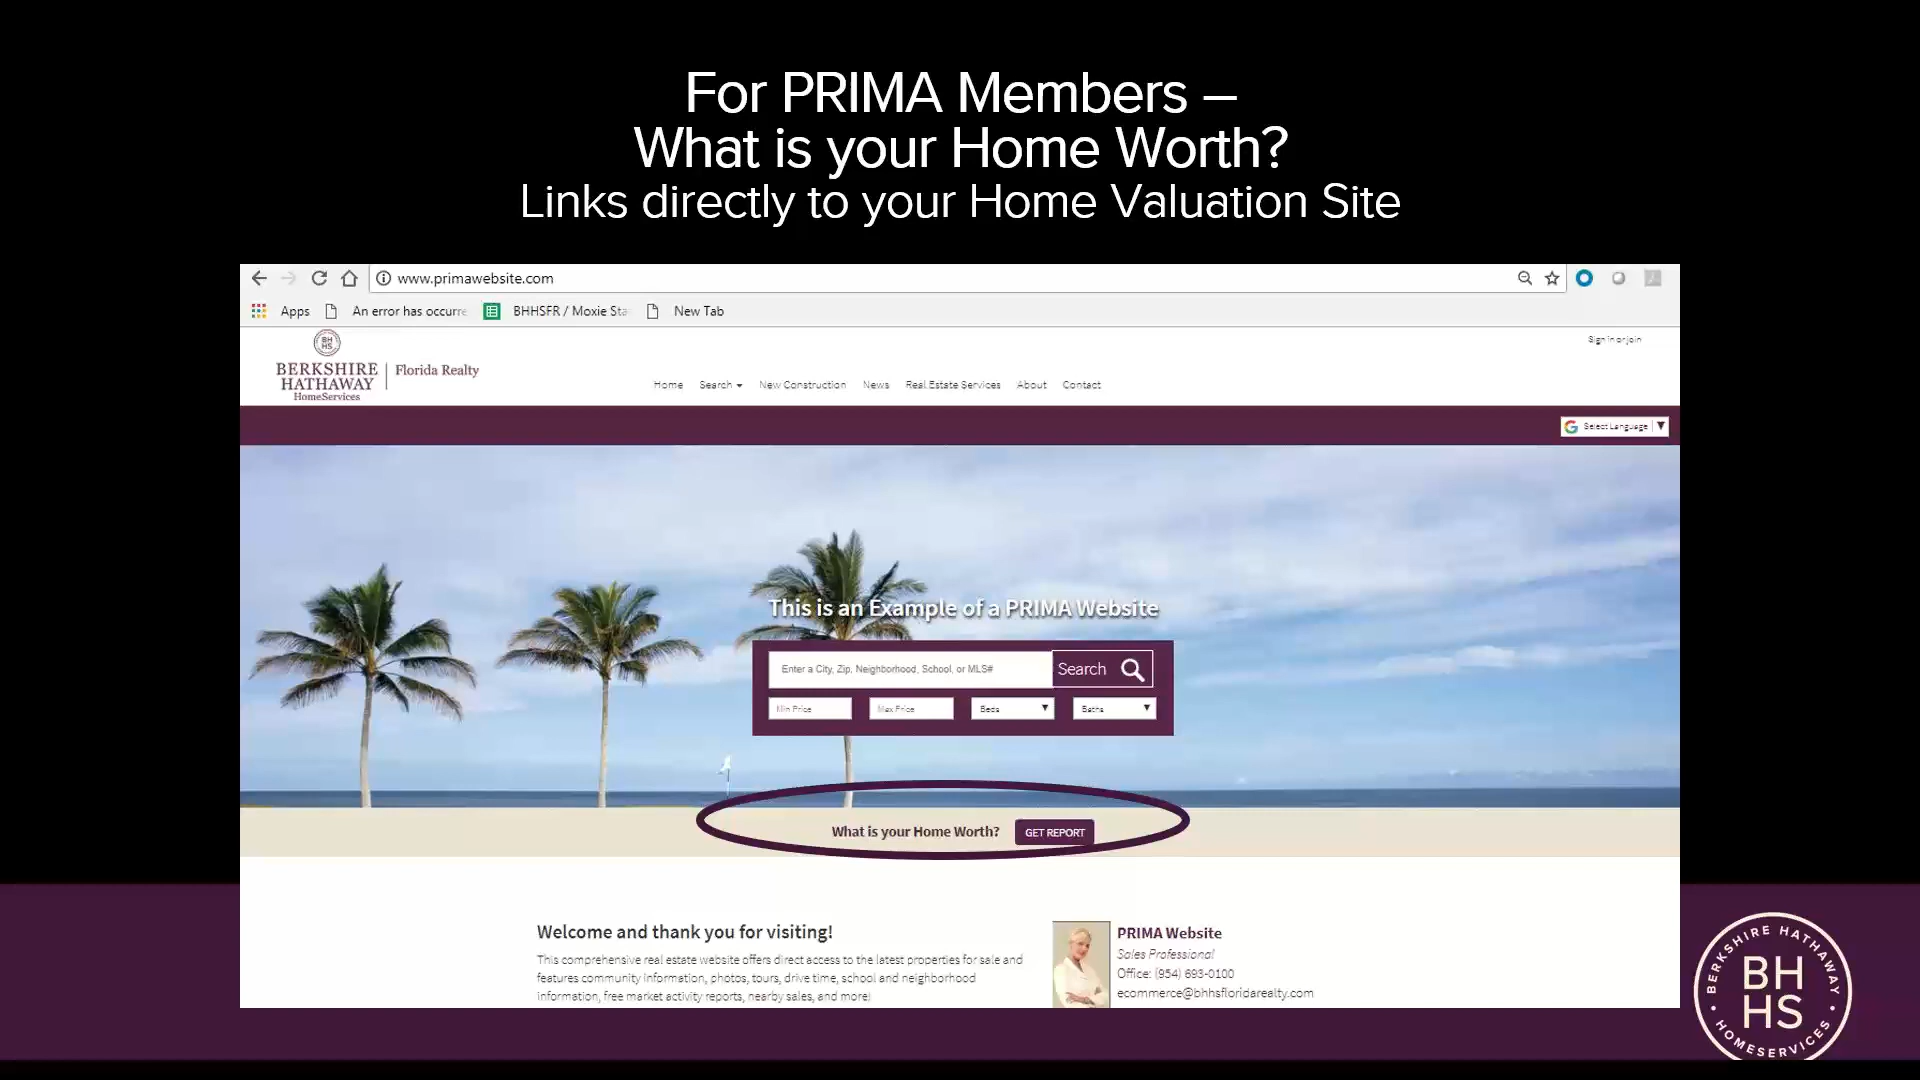 For PRIMA Members –
What is your Home Worth?
Links directly to your Home Valuation Site
www.primawebsite.com
Apps An error has occurre BHHSFR / Moxie Sta New Tab
Sign in or join
BH
HS
BERKSHIRE
HATHAWAY
HomeServices
Florida Realty
Home Search New Construction News Real Estate Services About Contact
Select Language
This is an Example of a PRIMA Website
Enter a City, Zip, Neighborhood, School, or MLS# Search
Min Price Max Price Beds Baths
What is your Home Worth? GET REPORT
Welcome and thank you for visiting!
This comprehensive real estate website offers direct access to the latest properties for sale and
features community information, photos, tours, drive time, school and neighborhood
information, free market activity reports, nearby sales, and more!
PRIMA Website
Sales Professional
Office: (954) 693-0100
ecommerce@bhhsfloridarealty.com
BERKSHIRE HATHAWAY
BH
HS
HOMESERVICES